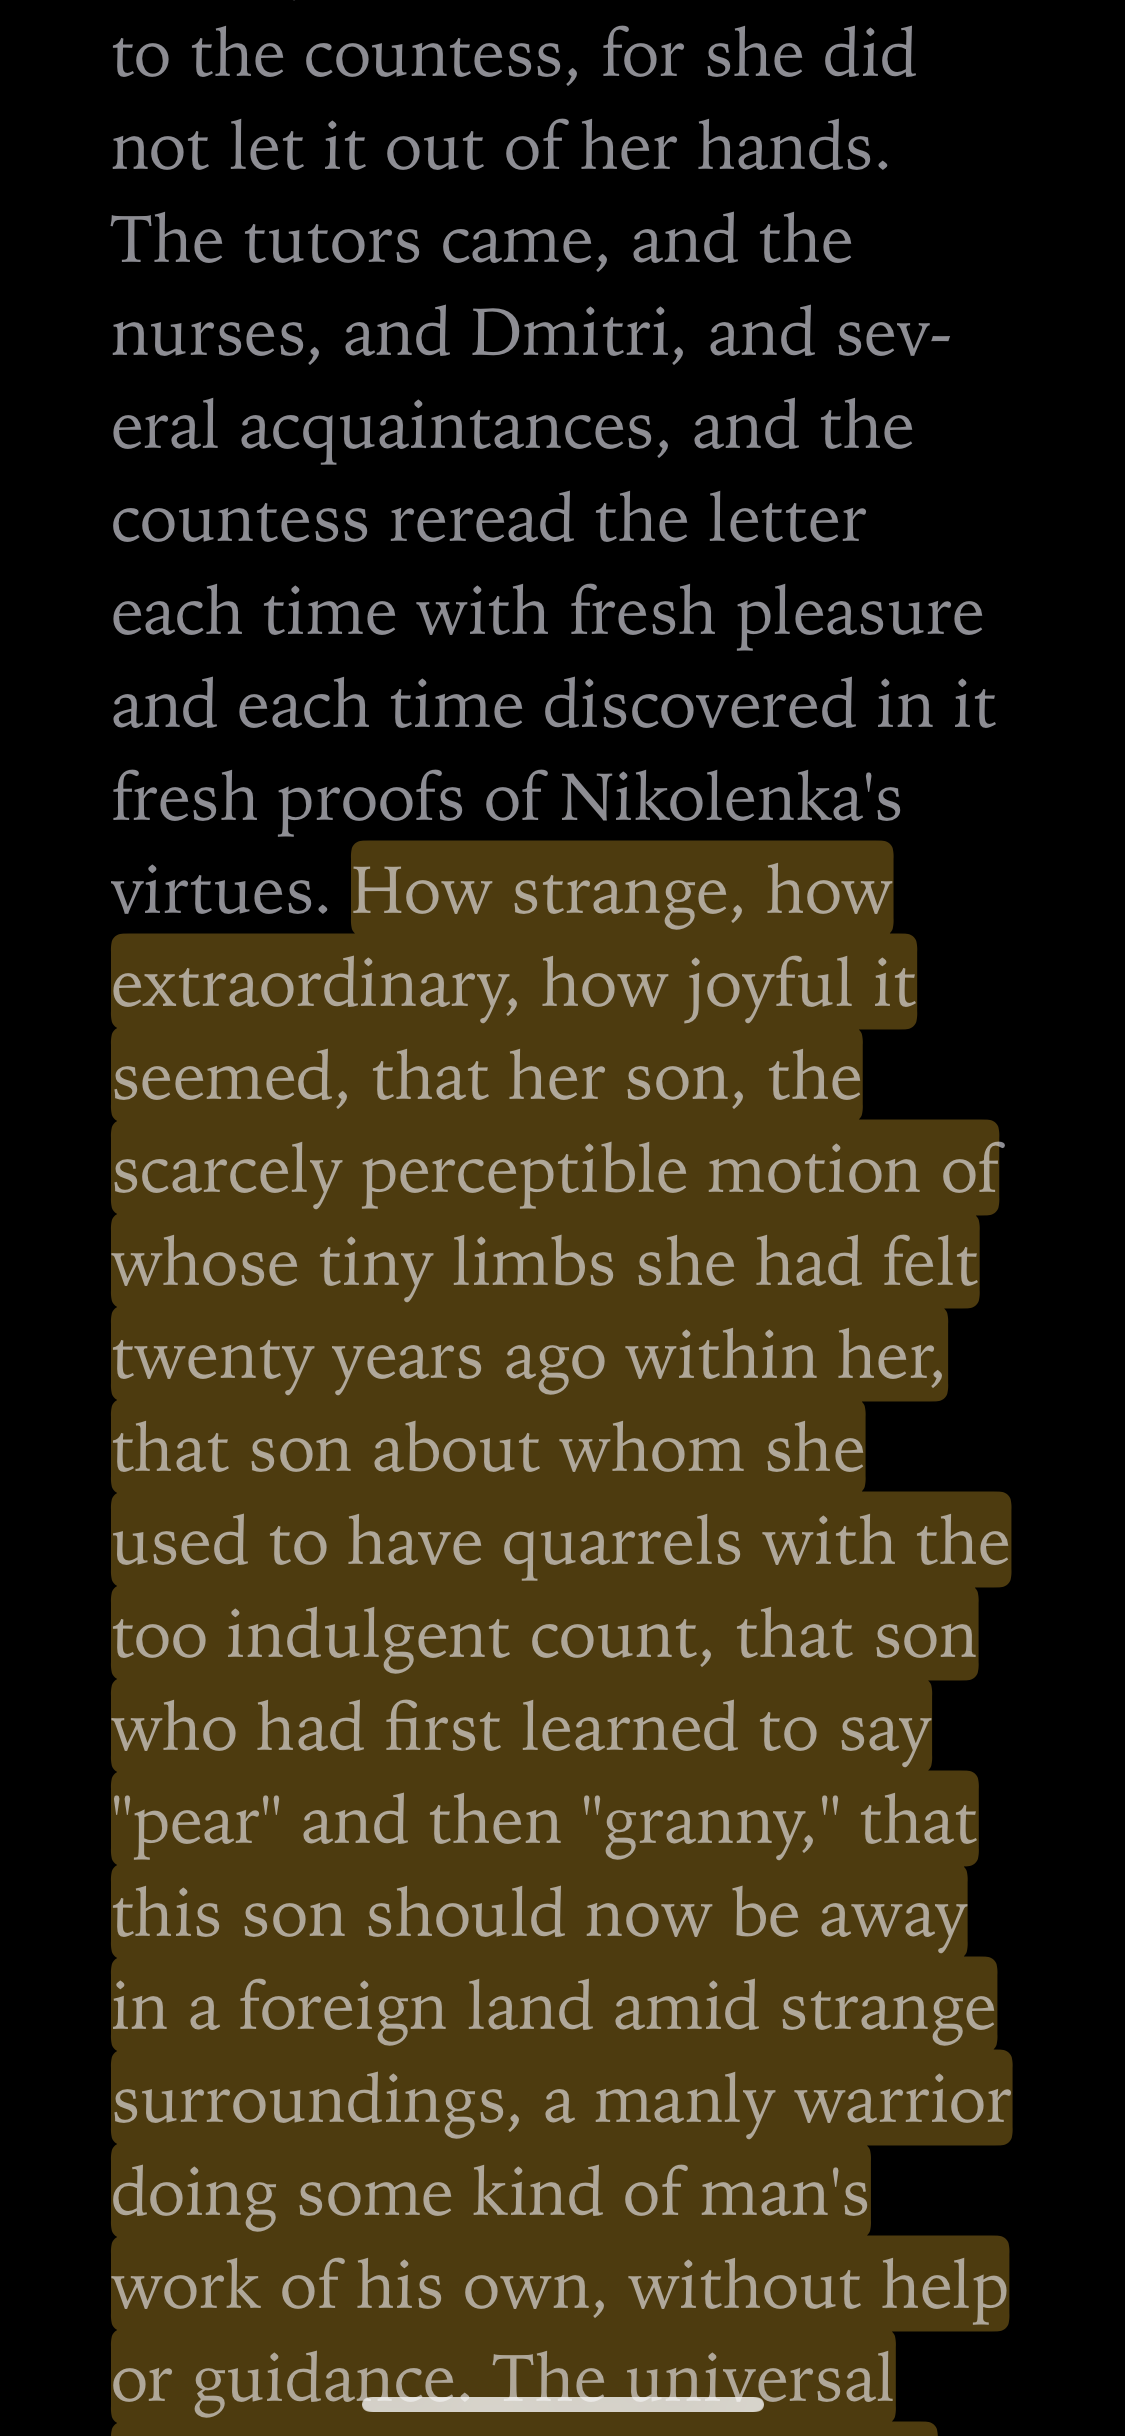 to the countess, for she did
not let it out of her hands.
The tutors came, and the
nurses, and Dmitri, and sev-
eral acquaintances, and the
countess reread the letter
each time with fresh pleasure
and each time discovered in it
fresh proofs of Nikolenka's
virtues. How strange, how
extraordinary, how joyful it
seemed, that her son, the
scarcely perceptible motion of
whose tiny limbs she had felt
twenty years ago within her,
that son about whom she
used to have quarrels with the
too indulgent count, that son
who had first learned to say
"pear" and then "granny," that
this son should now be away
in a foreign land amid strange
surroundings, a manly warrior
doing some kind of man's
work of his own, without help
or guidance. The universal